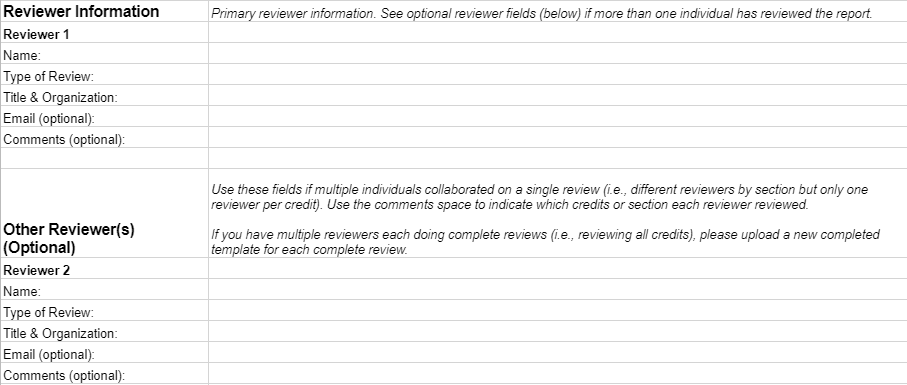 Reviewer Information
Primary reviewer information. See optional reviewer fields (below) if more than one individual has reviewed the report.
Reviewer 1
Name:
Type of Review:
Title & Organization:
Email (optional):
Comments (optional):
Use these fields if multiple individuals collaborated on a single review (i.e., different reviewers by section but only one
reviewer per credit). Use the comments space to indicate which credits or section each reviewer reviewed.
If you have multiple reviewers each doing complete reviews (i.e., reviewing all credits), please upload a new completed
template for each complete review.
Other Reviewer(s)
(Optional)
Reviewer 2
Name:
Type of Review:
Title & Organization:
Email (optional):
Comments (optional):